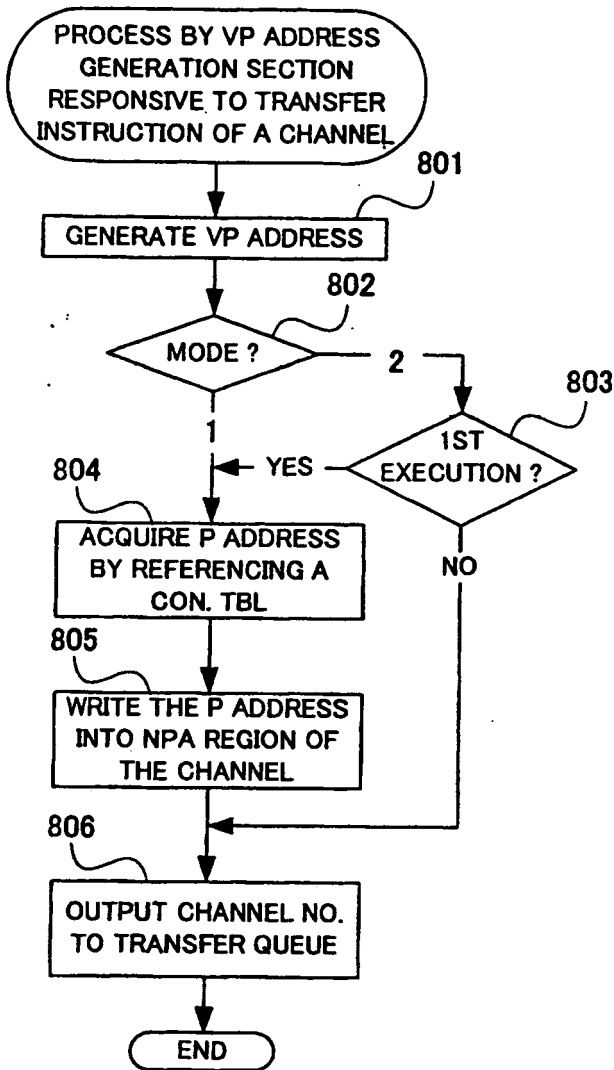 PROCESS BY VP ADDRESS
GENERATION SECTION
RESPONSIVE TO TRANSFER
INSTRUCTION OF A CHANNEL
801
GENERATE VP ADDRESS
802
MODE ?
2
803
1
1ST
EXECUTION ?
YES
804
ACQUIRE P ADDRESS
BY REFERENCING A
CON. TBL
NO
805
WRITE THE P ADDRESS
INTO NPA REGION OF
THE CHANNEL
806
OUTPUT CHANNEL NO.
TO TRANSFER QUEUE
END